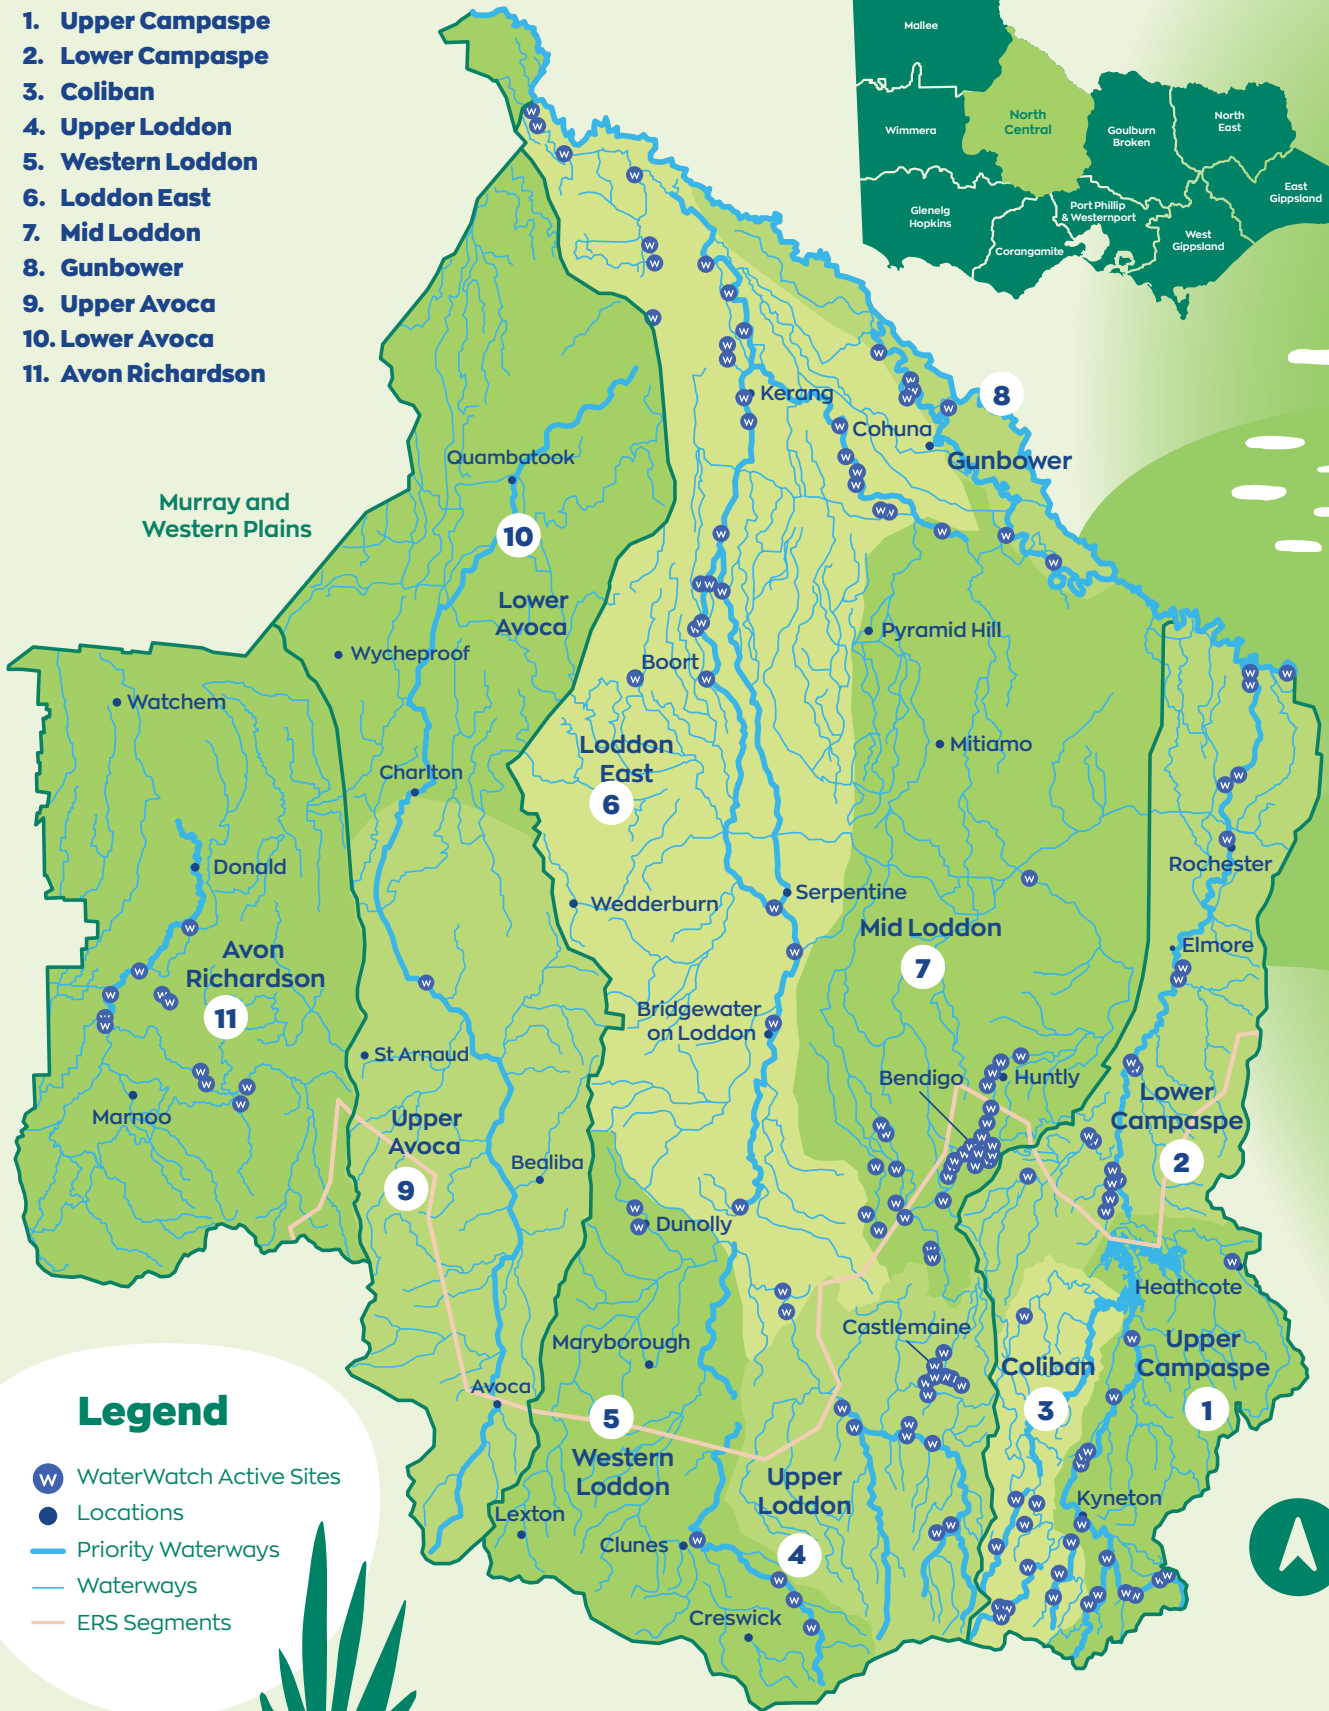 1. Upper Campaspe
2. Lower Campaspe
3. Coliban
4. Upper Loddon
5. Western Loddon
6. Loddon East
7. Mid Loddon
8. Gunbower
9. Upper Avoca
10. Lower Avoca
11. Avon Richardson
Mallee
Wimmera
North
Central
Goulburn
Broken
North
East
Glenelg
Hopkins
Port Phillip
& Westernport
East
Gippsland
West
Gippsland
Corangamite
Murray and
Western Plains
Kerang
Cohuna
8
Gunbower
Quambatook
10
Lower
Avoca
Pyramid Hill
Wycheproof
Boort
Watchem
Loddon
East
6
Mitiamo
Charlton
Donald
Rochester
Serpentine
Wedderburn
Mid Loddon
7
Elmore
Avon
Richardson
11
Bridgewater
on Loddon
St Arnaud
Bendigo
Huntly
Marnoo
Upper
Avoca
9
Lower
Campaspe
2
Bealiba
Dunolly
Heathcote
Castlemaine
Maryborough
Coliban
3
Upper
Campaspe
1
Avoca
5
Western
Loddon
Upper
Loddon
4
Kyneton
Lexton
Clunes
Creswick
Legend
W WaterWatch Active Sites
Locations
Priority Waterways
Waterways
ERS Segments